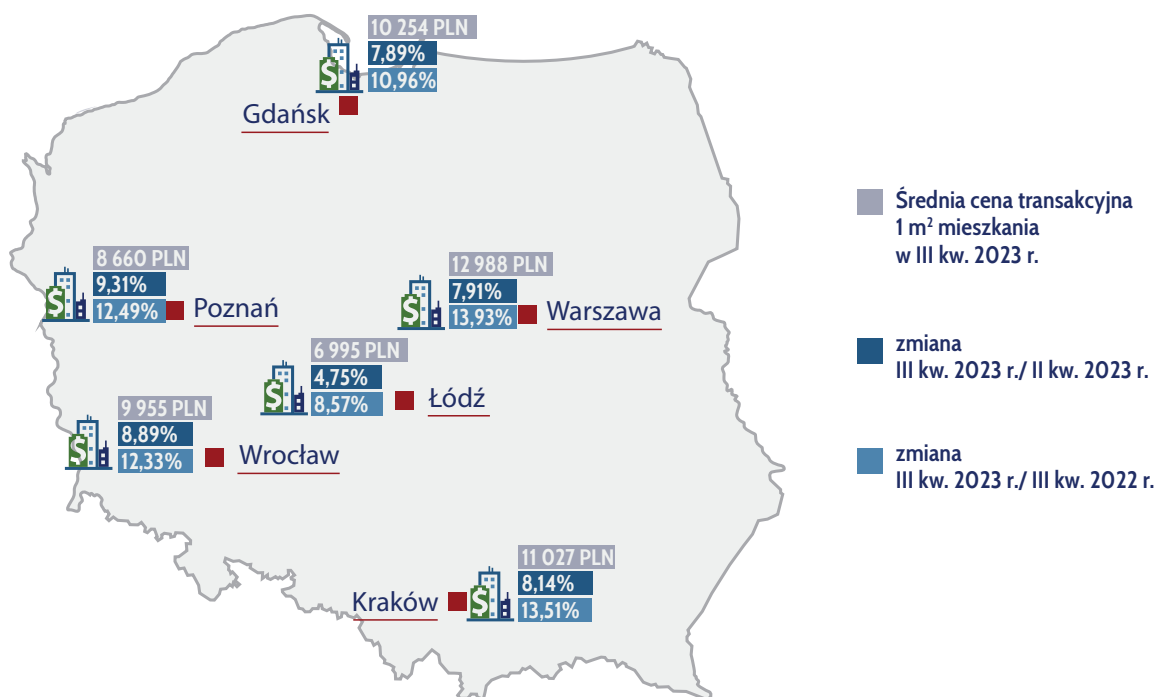 10 254 PLN
7,89%
10,96%
Gdańsk
8 660 PLN
9,31%
12,49%
Poznań
12 988 PLN
7,91%
13,93%
Warszawa
6 995 PLN
4,75%
8,57%
Łódź
9 955 PLN
8,89%
12,33%
Wrocław
11 027 PLN
8,14%
13,51%
Kraków
Średnia cena transakcyjna
1 m² mieszkania
w III kw. 2023 r.
zmiana
III kw. 2023 r./ II kw. 2023 r.
zmiana
III kw. 2023 r./ III kw. 2022 r.